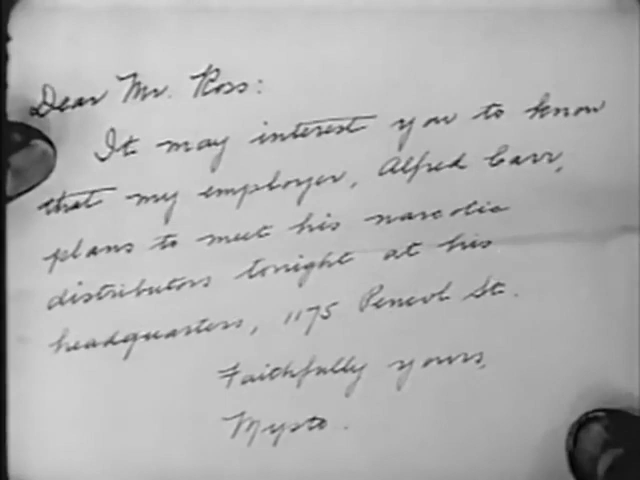 Dear Mr. Ross:
It may interest you to know
that my employer, Alfred Carr,
plans to meet his narcotic
distributors tonight at his
headquarters, 1175 Penrod St.
Faithfully yours,
Mysto.